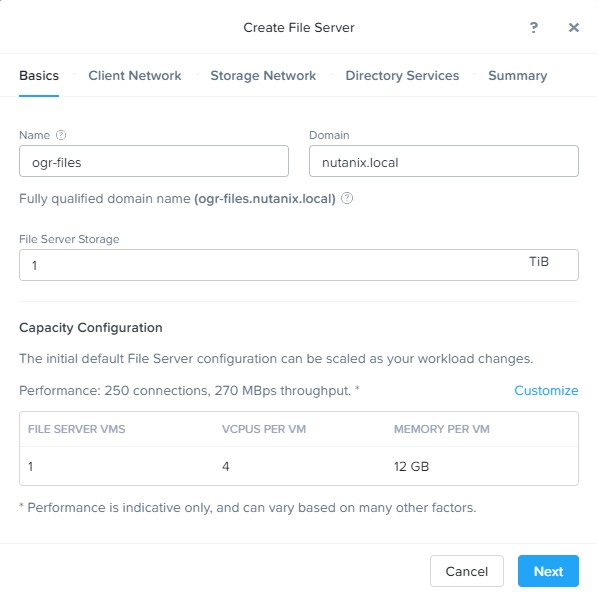 Create File Server ? ×
Basics Client Network Storage Network Directory Services Summary
Name ? Domain
ogr-files nutanix.local
Fully qualified domain name (ogr-files.nutanix.local) ?
File Server Storage
1 TiB
Capacity Configuration
The initial default File Server configuration can be scaled as your workload changes.
Performance: 250 connections, 270 MBps throughput. * Customize
FILE SERVER VMS VCPUS PER VM MEMORY PER VM
1 4 12 GB
* Performance is indicative only, and can vary based on many other factors.
Cancel Next